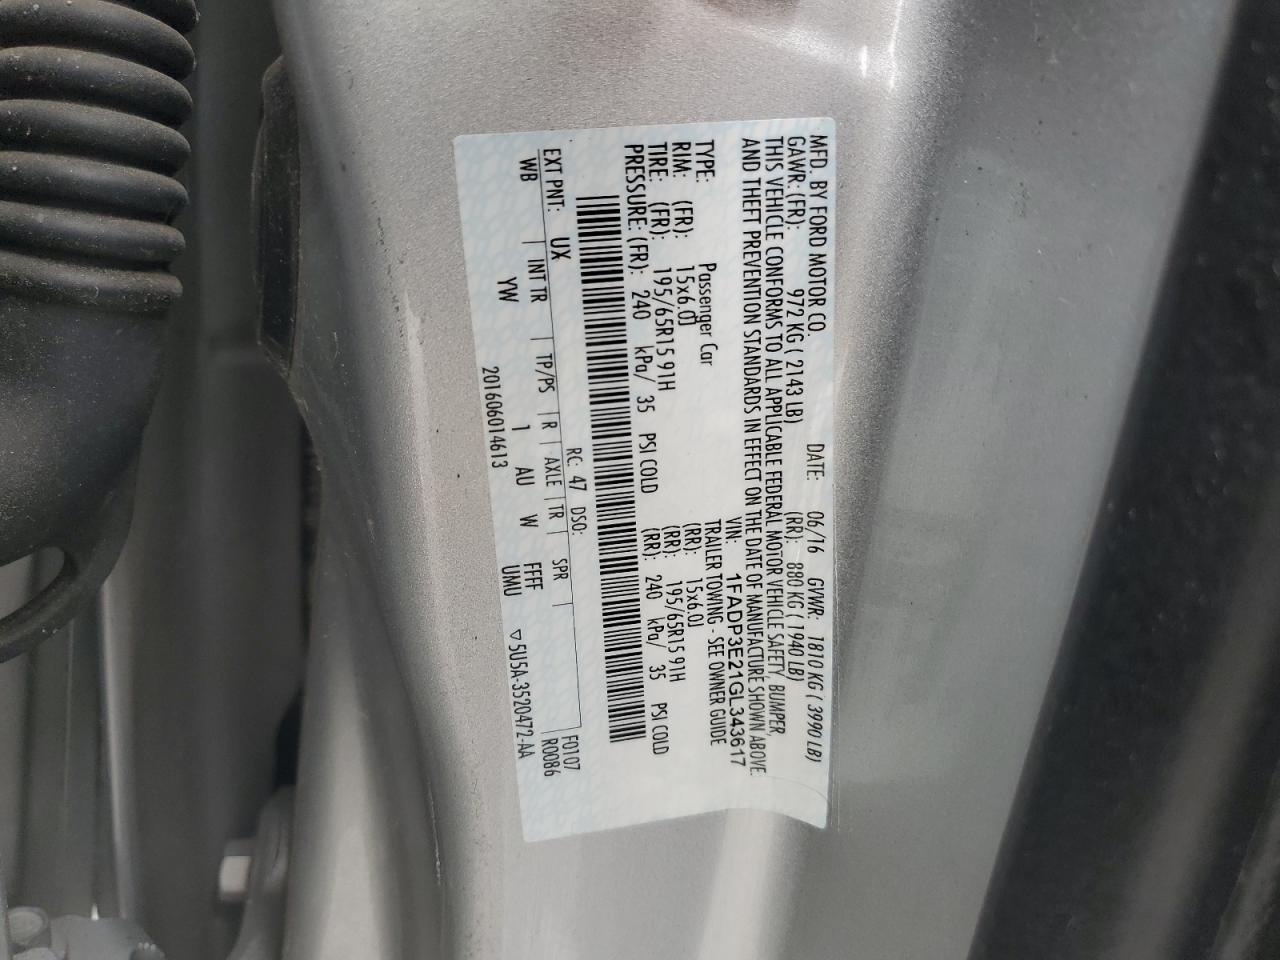 MFD. BY FORD MOTOR CO.
DATE: 06/16 GVWR: 1810 KG ( 3990 LB)
GAWR: (FR): 972 KG ( 2143 LB) (RR): 880 KG ( 1940 LB)
THIS VEHICLE CONFORMS TO ALL APPLICABLE FEDERAL MOTOR VEHICLE SAFETY, BUMPER,
AND THEFT PREVENTION STANDARDS IN EFFECT ON THE DATE OF MANUFACTURE SHOWN ABOVE.
VIN: 1FADP3E21GL343617
TYPE: Passenger Car TRAILER TOWING - SEE OWNER GUIDE
RIM: (FR): 15x6.0J (RR): 15x6.0J
TIRE: (FR): 195/65R15 91H (RR): 195/65R15 91H
PRESSURE: (FR): 240 kPa/ 35 PSI COLD (RR): 240 kPa/ 35 PSI COLD
EXT PNT: UX RC: 47 DSO: F0107
WB | INT TR | TP/PS | R | AXLE | TR | SPR | R0086
YW 1 AU W FFFF
201606014613 UMU ▽5U5A-3520472-AA